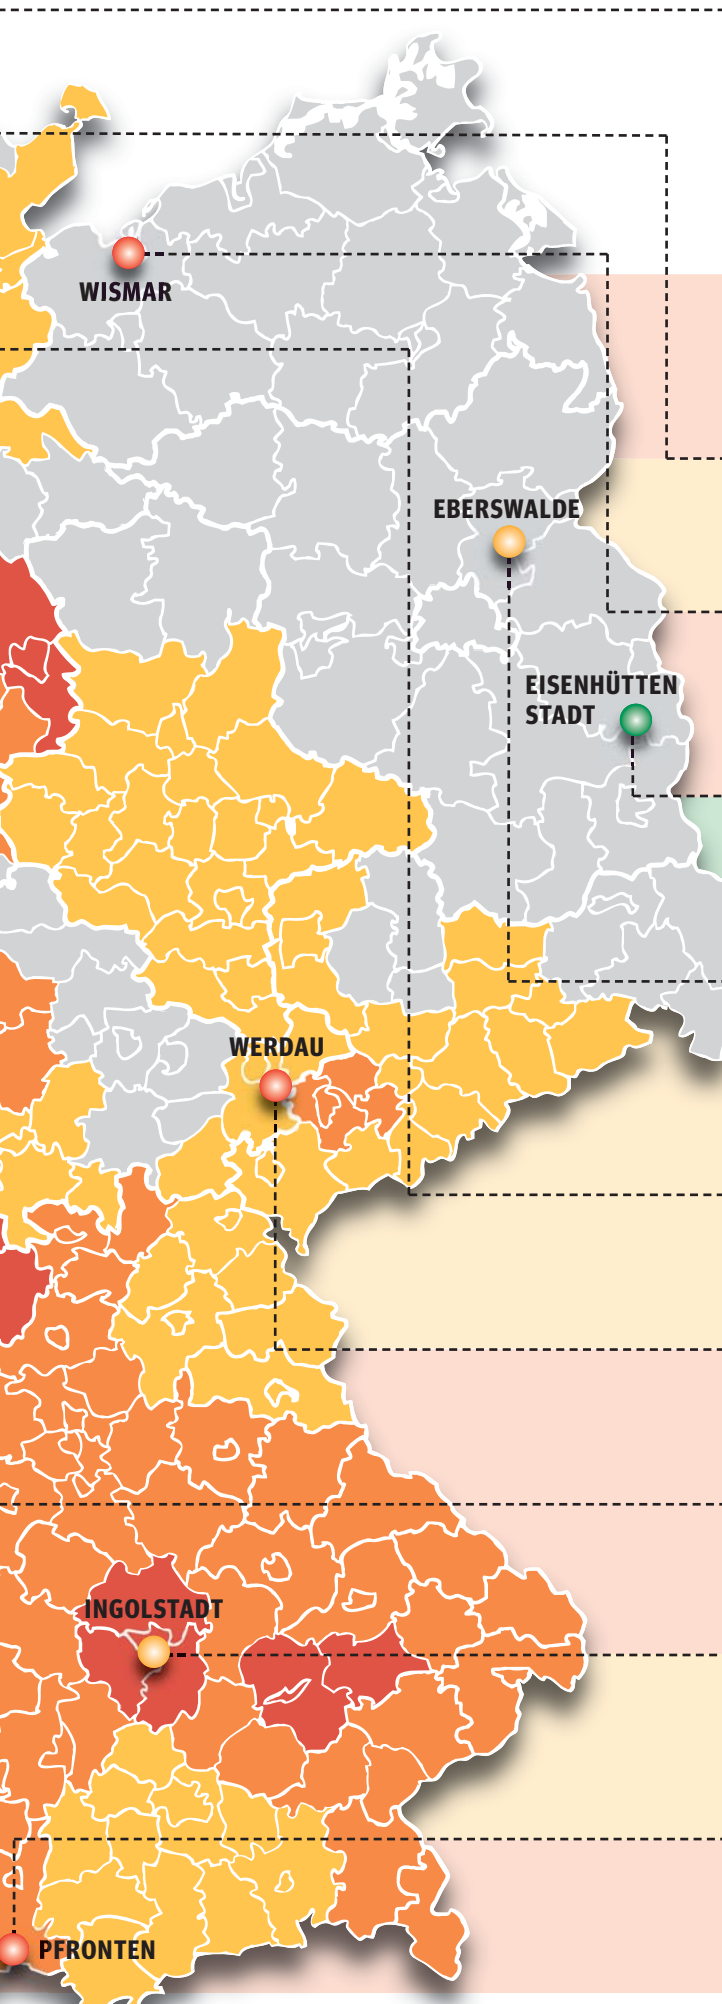 WISMAR
EBERSWALDE
EISENHÜTTEN
STADT
WERDAU
INGOLSTADT
PFRONTEN